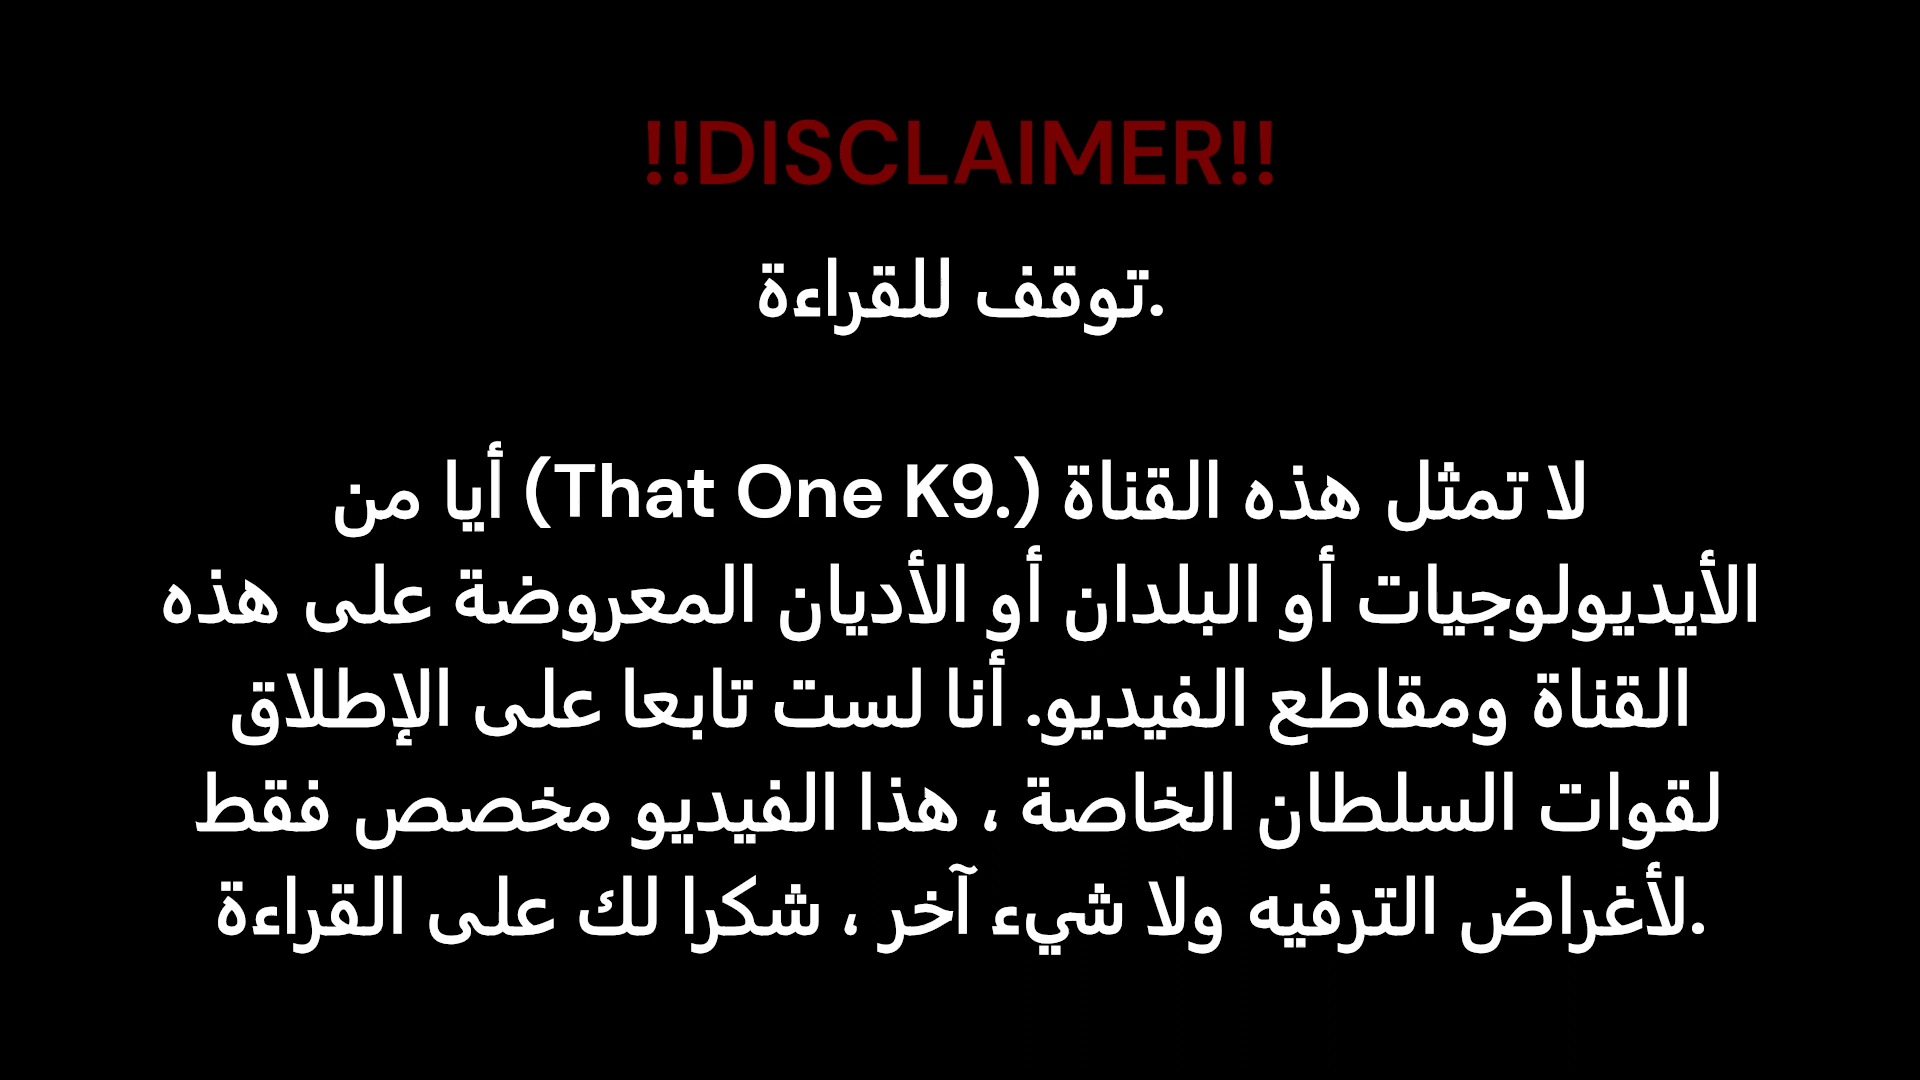 !!DISCLAIMER!!
توقف للقراءة.
لا تمثل هذه القناة (That One K9.) أيا من
الأيديولوجيات أو البلدان أو الأديان المعروضة على هذه
القناة ومقاطع الفيديو. أنا لست تابعا على الإطلاق
لقوات السلطان الخاصة ، هذا الفيديو مخصص فقط
لأغراض الترفيه ولا شيء آخر ، شكرا لك على القراءة.